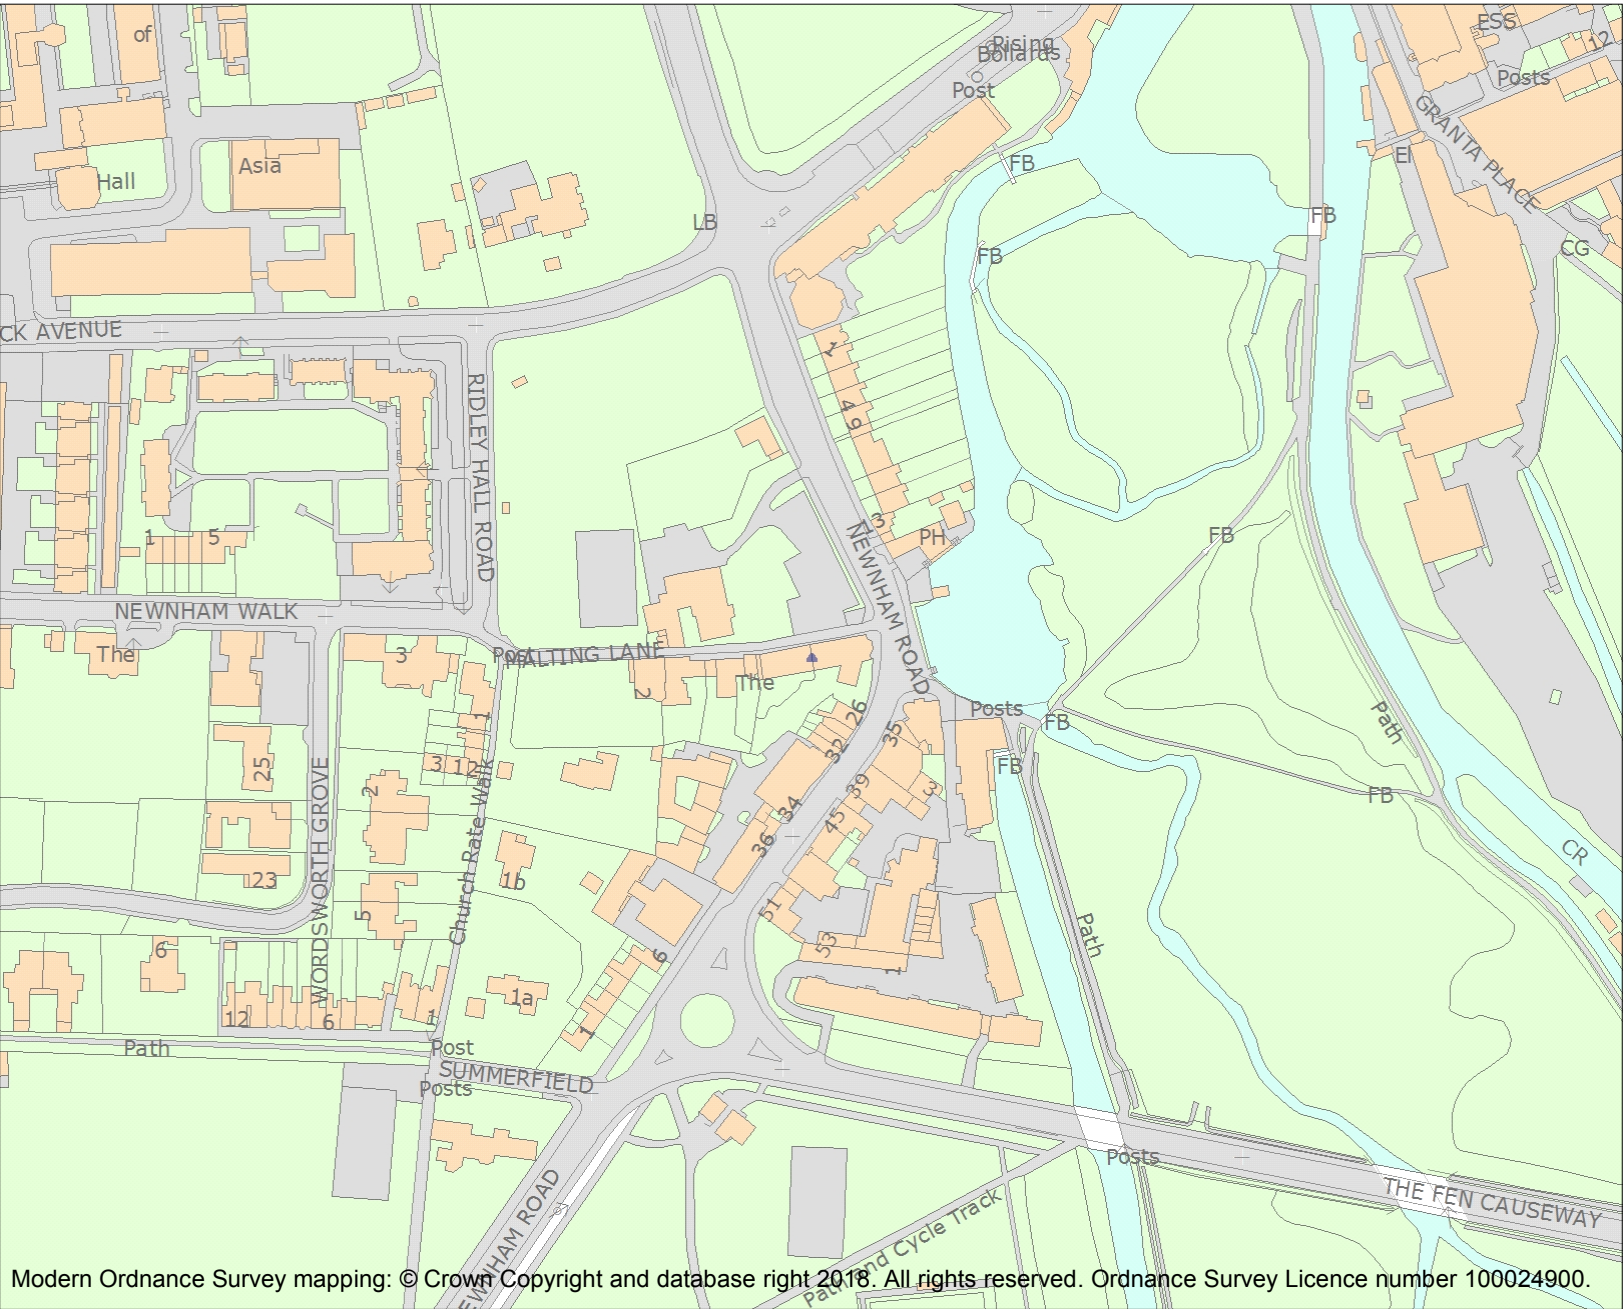 of
Rising
Bollards
Post
ESS
12
Posts
GRANTA PLACE
El
Hall
Asia
FB
LB
FB
FB
CG
CK AVENUE
1
4
9
RIDLEY HALL ROAD
1
5
3
PH
FB
NEWNHAM ROAD
NEWNHAM WALK
The
3
Post
MALTING LANE
The
2
26
Posts
FB
35
32
1
Path
25
3
12
2
FB
39
3
FB
34
45
36
CR
WORDSWORTH GROVE
Church Rate Walk
1b
23
5
51
Path
53
6
6
1
1a
12
6
1
1
Path
Post
SUMMERFIELD
Posts
Posts
THE FEN CAUSEWAY
EWNHAM ROAD
Path and Cycle Track
Modern Ordnance Survey mapping: © Crown Copyright and database right 2018. All rights reserved. Ordnance Survey Licence number 100024900.